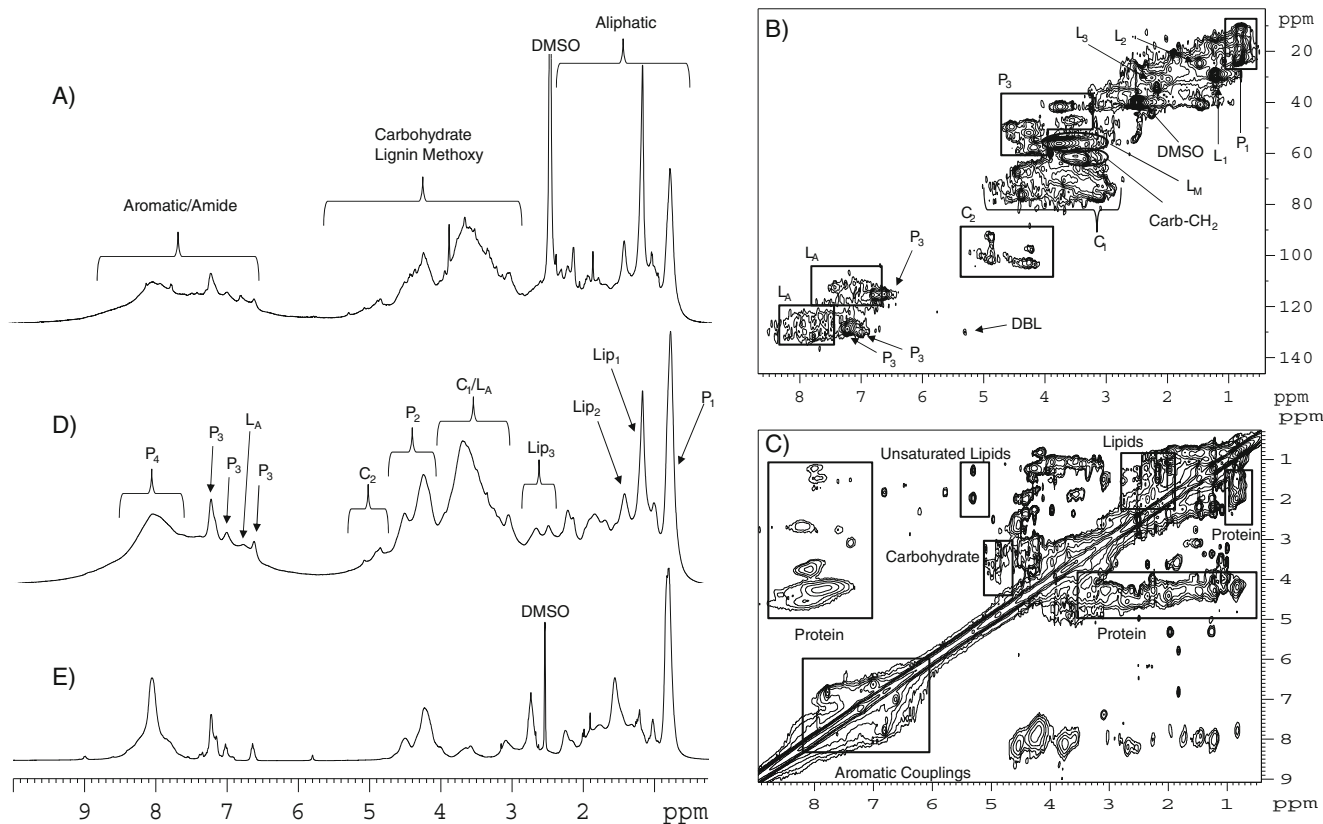 A)
Aliphatic
DMSO
Carbohydrate
Lignin Methoxy
Aromatic/Amide
D)
P4
P3
P3
LA
P3
C2
P2
C1/LA
Lip3
Lip2
Lip1
P1
E)
DMSO
9 8 7 6 5 4 3 2 1 ppm
B)
ppm
L3
L2
P3
20
40
60
80
100
120
140
DMSO
L1
P1
LM
Carb-CH2
C2
C1
LA
P3
LA
DBL
P3
P3
8 7 6 5 4 3 2 1 ppm
ppm
C)
Unsaturated Lipids
Lipids
Carbohydrate
Protein
Protein
Protein
Aromatic Couplings
1
2
3
4
5
6
7
8
9
8 7 6 5 4 3 2 1 ppm